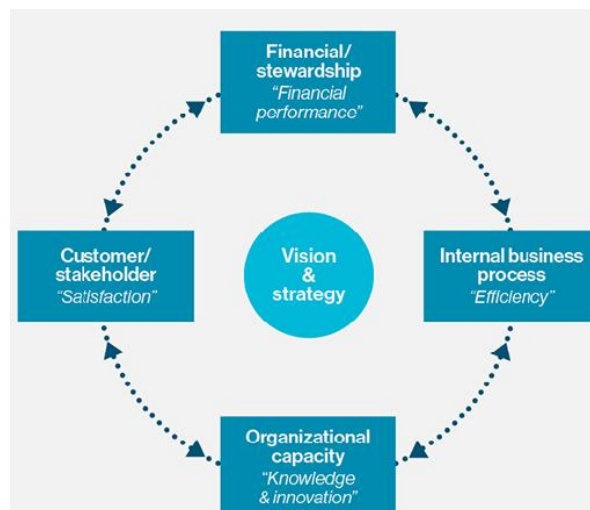 Financial/
stewardship
“Financial
performance”
Customer/
stakeholder
“Satisfaction”
Vision
&
strategy
Internal business
process
“Efficiency”
Organizational
capacity
“Knowledge
& innovation”